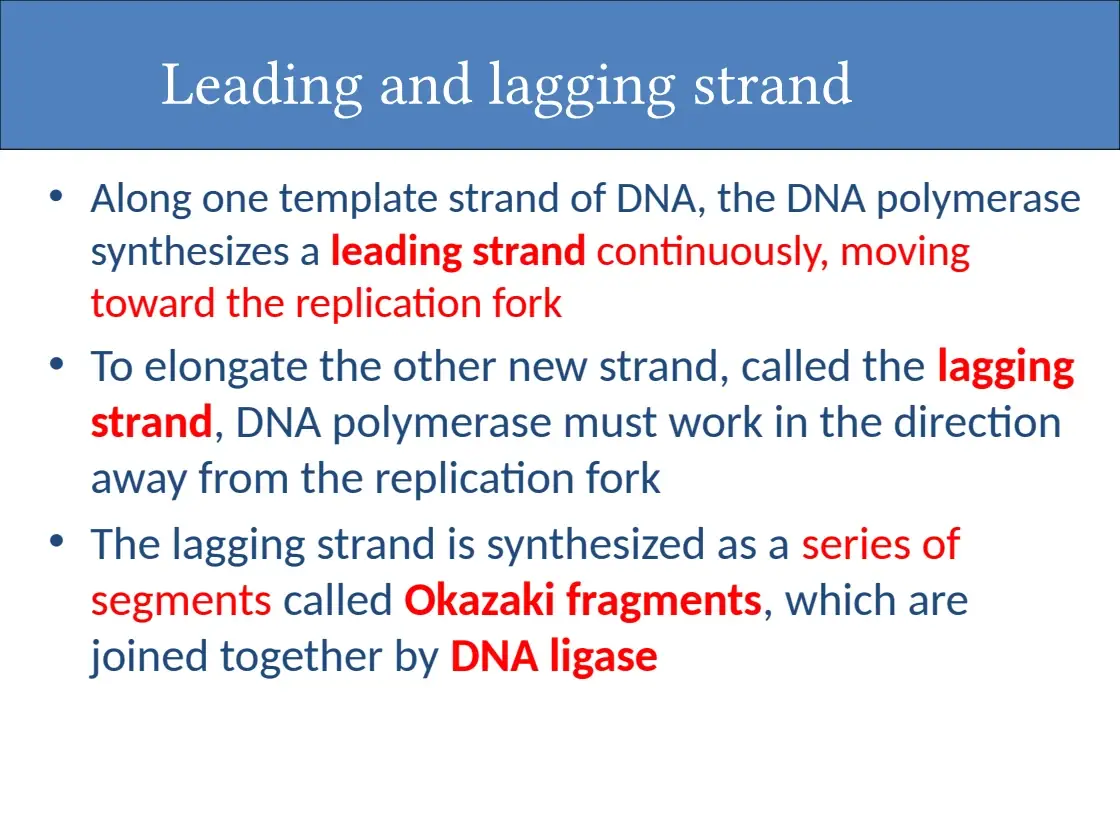 Leading and lagging strand
• Along one template strand of DNA, the DNA polymerase
synthesizes a leading strand continuously, moving
toward the replication fork
• To elongate the other new strand, called the lagging
strand, DNA polymerase must work in the direction
away from the replication fork
• The lagging strand is synthesized as a series of
segments called Okazaki fragments, which are
joined together by DNA ligase